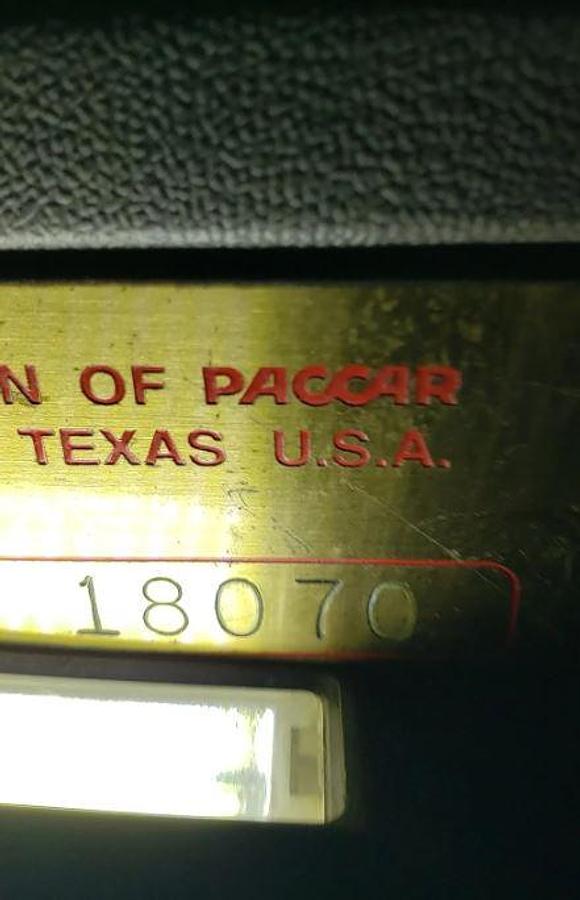 N OF PACCAR
TEXAS U.S.A.
18070